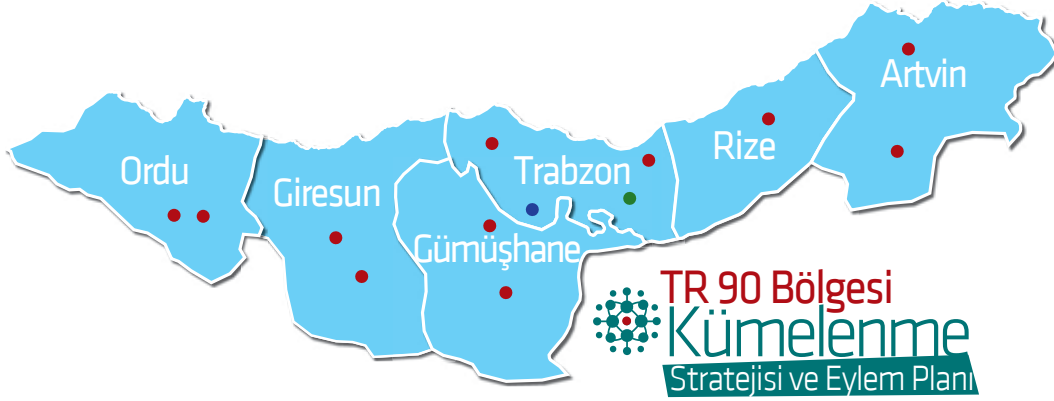 Artvin
Rize
Trabzon
Ordu
Giresun
Gümüşhane
TR 90 Bölgesi
Kümelenme
Stratejisi ve Eylem Planı